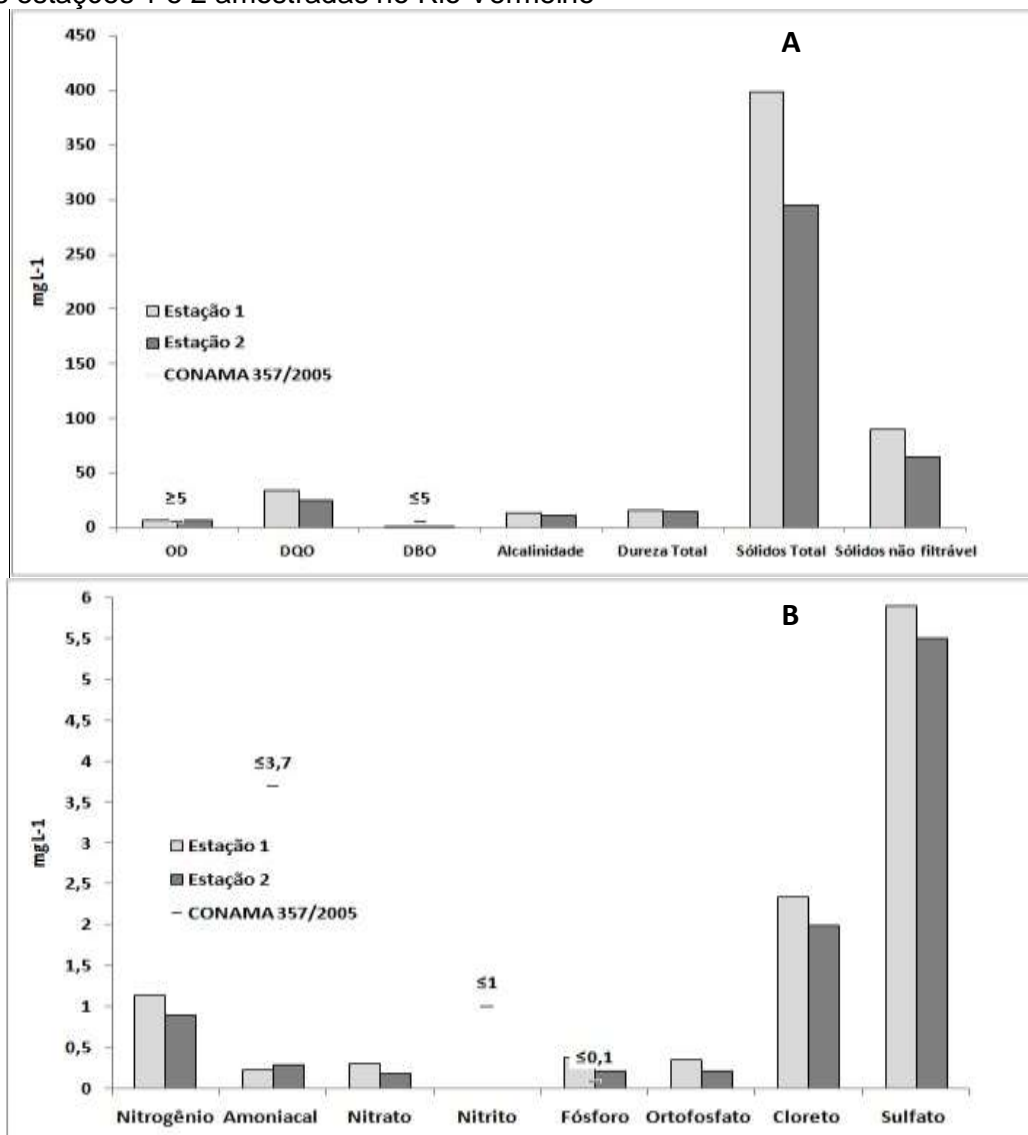 estações 1 e 2 amostradas no Rio Vermelho
A
450
400
350
300
250
200
150
100
50
0
mgL-1
Estação 1
Estação 2
CONAMA 357/2005
≥5
≤5
OD DQO DBO Alcalinidade Dureza Total Sólidos Total Sólidos não filtrável
B
6
5,5
5
4,5
4
3,5
3
2,5
2
1,5
1
0,5
0
mgL-1
≤3,7
Estação 1
Estação 2
CONAMA 357/2005
≤1
≤0,1
Nitrogênio Amoniacal Nitrato Nitrito Fósforo Ortofosfato Cloreto Sulfato